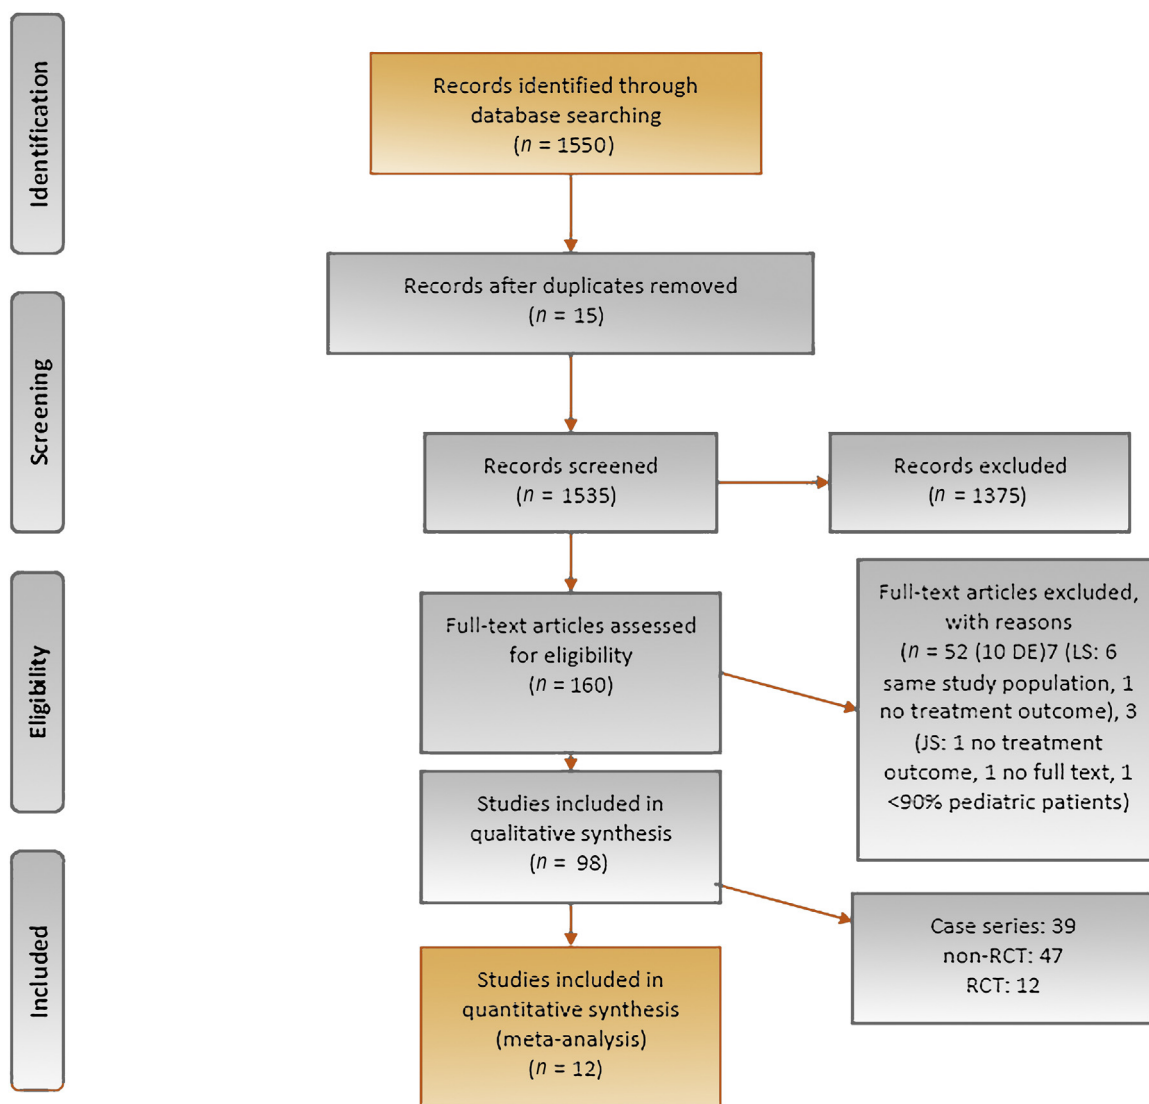 Identification
Records identified through
database searching
(n = 1550)
Records after duplicates removed
(n = 15)
Screening
Records screened
(n = 1535)
Records excluded
(n = 1375)
Eligibility
Full-text articles assessed
for eligibility
(n = 160)
Full-text articles excluded,
with reasons
(n = 52 (10 DE)7 (LS: 6
same study population, 1
no treatment outcome), 3
(JS: 1 no treatment
outcome, 1 no full text, 1
<90% pediatric patients)
Studies included in
qualitative synthesis
(n = 98)
Included
Case series: 39
non-RCT: 47
RCT: 12
Studies included in
quantitative synthesis
(meta-analysis)
(n = 12)